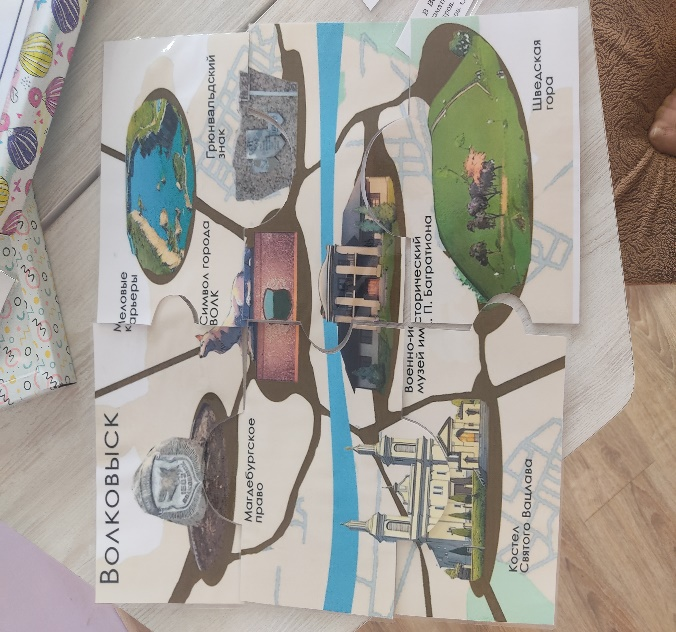 ВОЛКОВЫСК
Меловые
карьеры
Грюнвальдский
знак
Символ города
ВОЛК
Магдебургское
право
Военно-исторический
музей им. П. Багратиона
Шведская
гора
Костел
Святого Вацлава